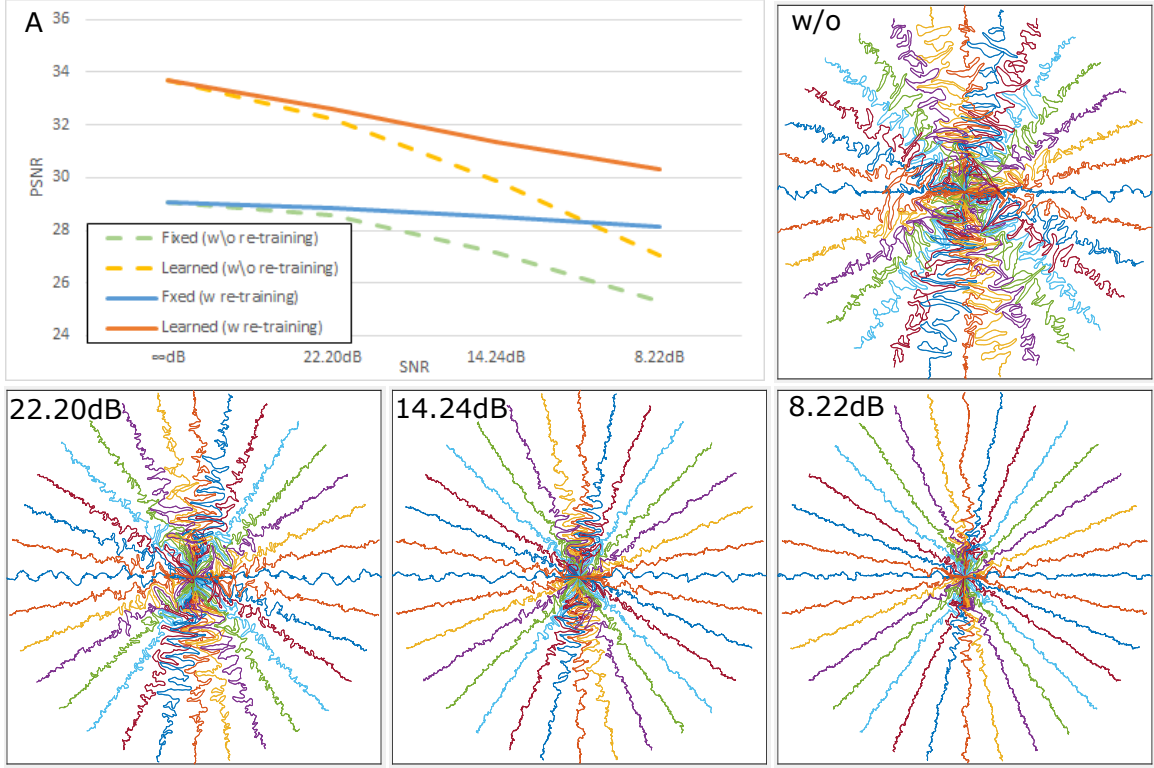 A
36
34
32
30
28
26
24
PSNR
Fixed (w\o re-training)
Learned (w\o re-training)
Fxed (w re-training)
Learned (w re-training)
∞dB
22.20dB
14.24dB
8.22dB
SNR
w/o
22.20dB
14.24dB
8.22dB